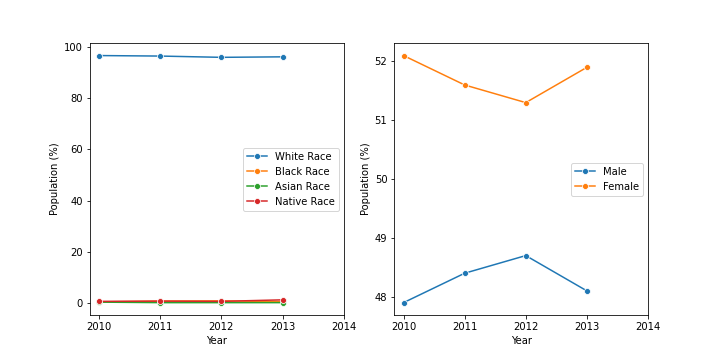 100
80
60
40
20
0
Population (%)
White Race
Black Race
Asian Race
Native Race
2010 2011 2012 2013 2014
Year
52
51
50
49
48
Population (%)
Male
Female
2010 2011 2012 2013 2014
Year